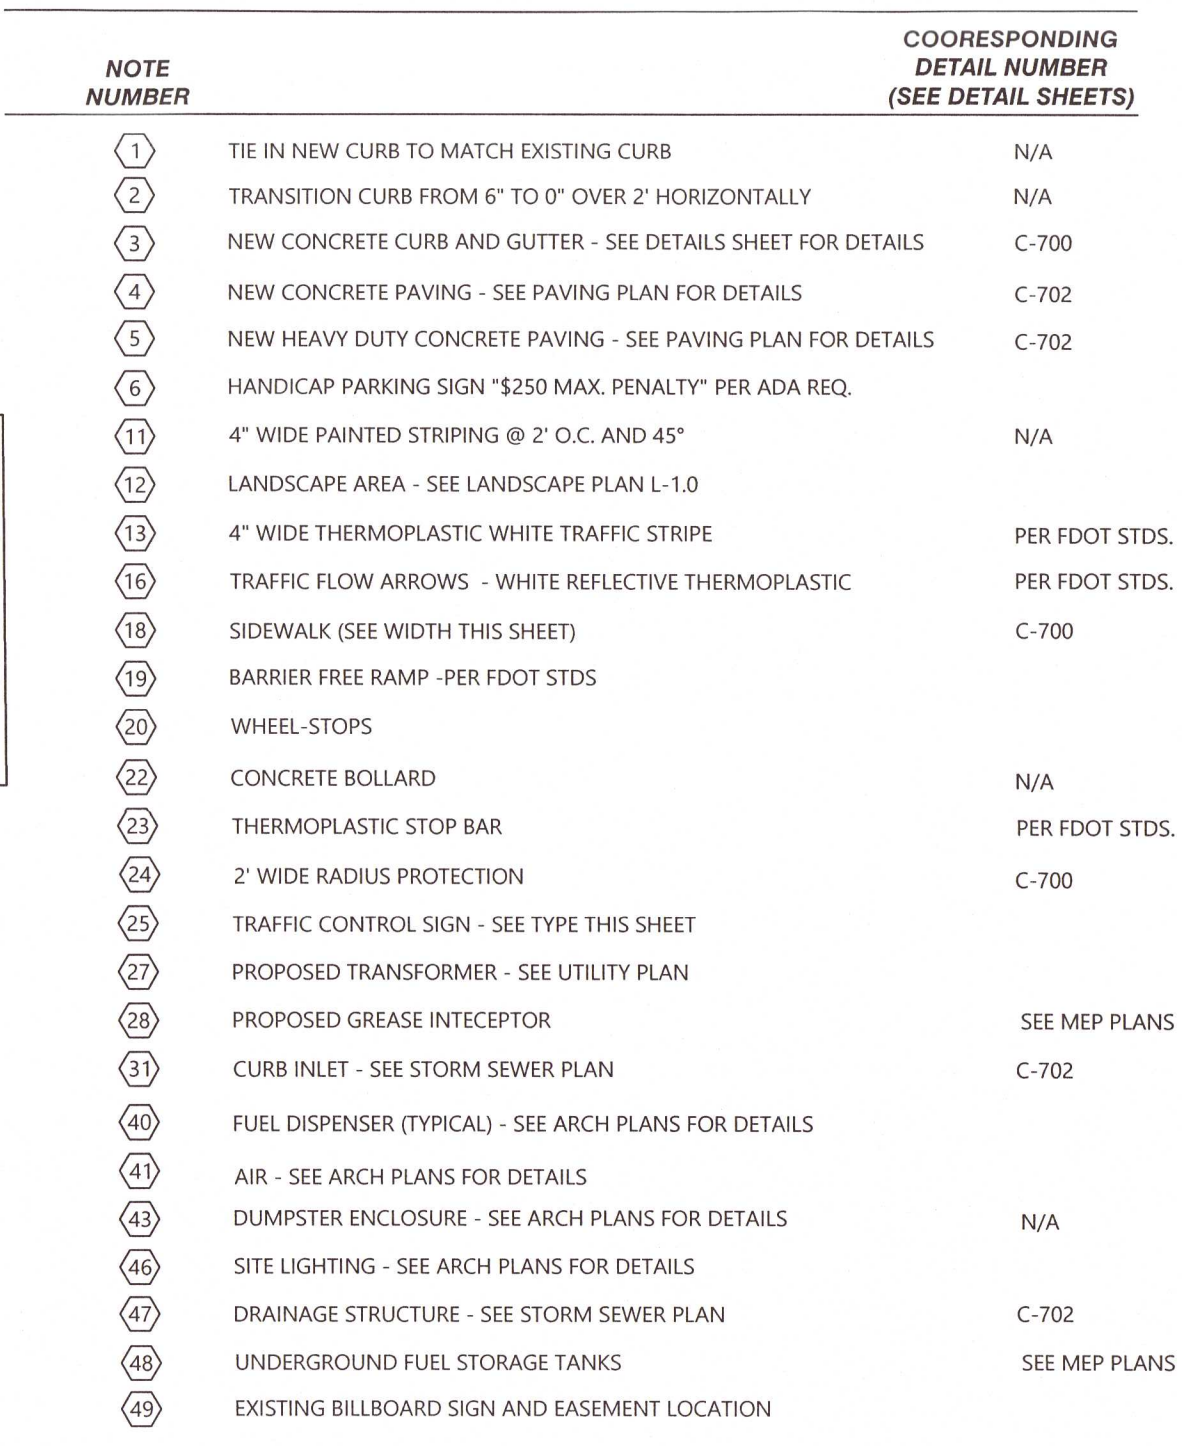 NOTE NUMBER
COORESPONDING DETAIL NUMBER (SEE DETAIL SHEETS)
1 TIE IN NEW CURB TO MATCH EXISTING CURB N/A
2 TRANSITION CURB FROM 6" TO 0" OVER 2' HORIZONTALLY N/A
3 NEW CONCRETE CURB AND GUTTER - SEE DETAILS SHEET FOR DETAILS C-700
4 NEW CONCRETE PAVING - SEE PAVING PLAN FOR DETAILS C-702
5 NEW HEAVY DUTY CONCRETE PAVING - SEE PAVING PLAN FOR DETAILS C-702
6 HANDICAP PARKING SIGN "$250 MAX. PENALTY" PER ADA REQ.
11 4" WIDE PAINTED STRIPING @ 2' O.C. AND 45° N/A
12 LANDSCAPE AREA - SEE LANDSCAPE PLAN L-1.0
13 4" WIDE THERMOPLASTIC WHITE TRAFFIC STRIPE PER FDOT STDS.
16 TRAFFIC FLOW ARROWS - WHITE REFLECTIVE THERMOPLASTIC PER FDOT STDS.
18 SIDEWALK (SEE WIDTH THIS SHEET) C-700
19 BARRIER FREE RAMP -PER FDOT STDS
20 WHEEL-STOPS
22 CONCRETE BOLLARD N/A
23 THERMOPLASTIC STOP BAR PER FDOT STDS.
24 2' WIDE RADIUS PROTECTION C-700
25 TRAFFIC CONTROL SIGN - SEE TYPE THIS SHEET
27 PROPOSED TRANSFORMER - SEE UTILITY PLAN
28 PROPOSED GREASE INTECEPTOR SEE MEP PLANS
31 CURB INLET - SEE STORM SEWER PLAN C-702
40 FUEL DISPENSER (TYPICAL) - SEE ARCH PLANS FOR DETAILS
41 AIR - SEE ARCH PLANS FOR DETAILS
43 DUMPSTER ENCLOSURE - SEE ARCH PLANS FOR DETAILS N/A
46 SITE LIGHTING - SEE ARCH PLANS FOR DETAILS
47 DRAINAGE STRUCTURE - SEE STORM SEWER PLAN C-702
48 UNDERGROUND FUEL STORAGE TANKS SEE MEP PLANS
49 EXISTING BILLBOARD SIGN AND EASEMENT LOCATION